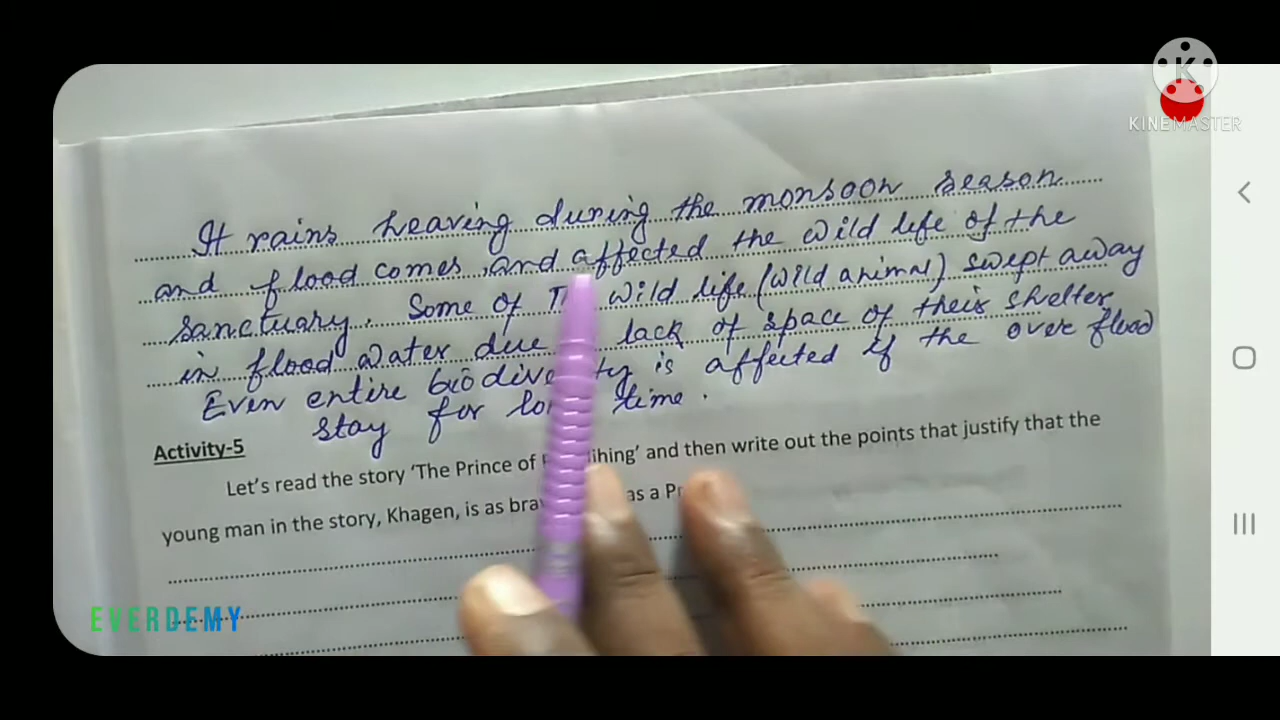 KINEMASTER
It rains heaving during the monsoon season
and flood comes, and affected the wild life of the
sanctuary. Some of wild life (wild animal) swept away
in flood water due lack of space of their shelter
Even entire is affected if the over flood
stay for time.
Activity-5
Let's read the story 'The Prince of and then write out the points that justify that the
young man in the story, Khagen, is as as a
EVERDEMY